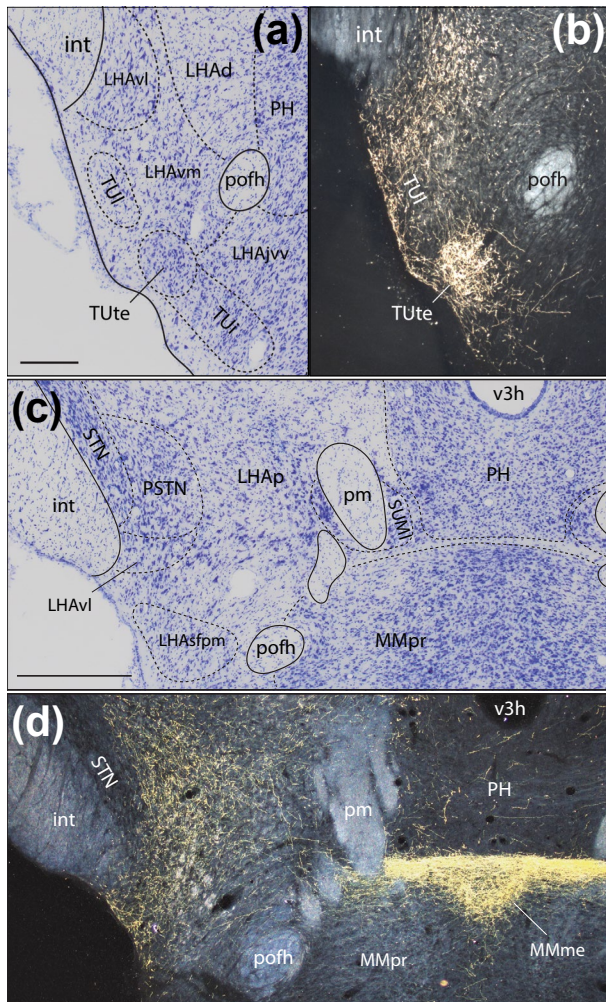 (a)
int
LHAvl
LHAd
PH
TUl
LHAvm
pofh
LHAjvv
TUte
TUi
(b)
int
TUl
pofh
TUte
(c)
v3h
STN
PSTN
LHAp
pm
SUMl
PH
int
LHAvl
LHAsfpm
pofh
MMpr
(d)
v3h
STN
int
pm
PH
MMme
pofh
MMpr